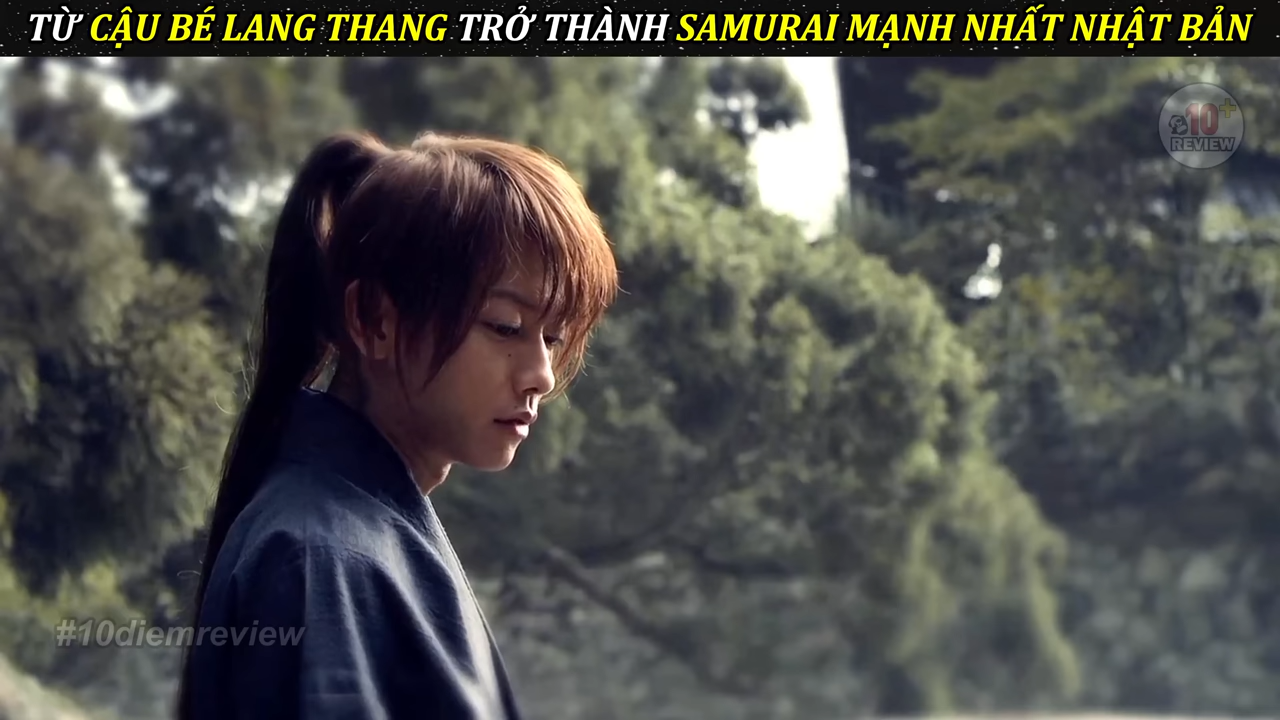 TỪ CẬU BÉ LANG THANG TRỞ THÀNH SAMURAI MẠNH NHẤT NHẬT BẢN
10+
REVIEW
#10diemreview